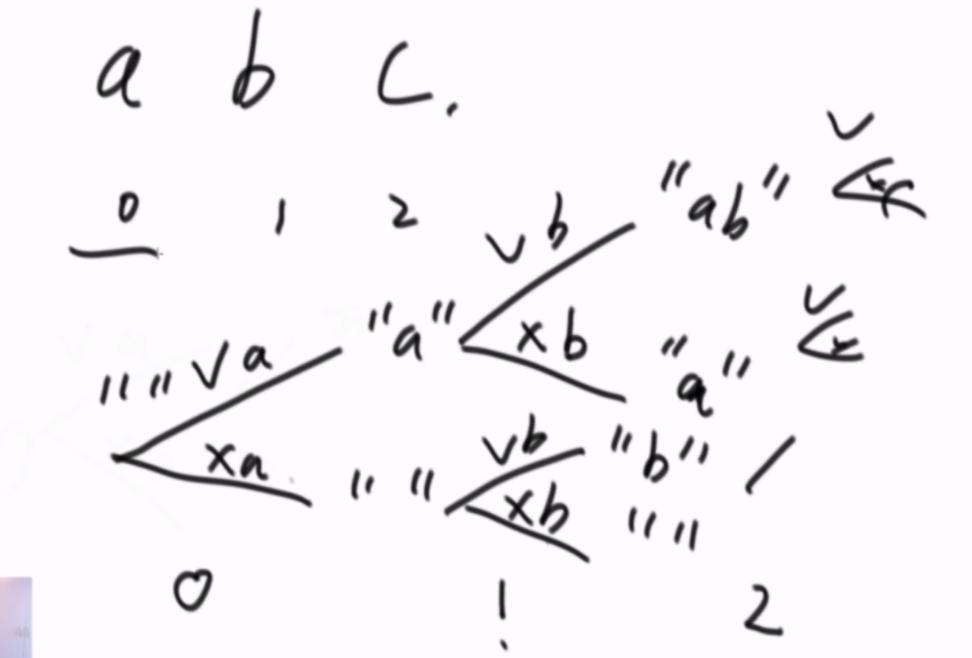 a b c.
0 1 2
"ab" v
v b
x b
"a"
"a" v
"" v a
x a
""
v b
x b
"b"
""
0 1 2